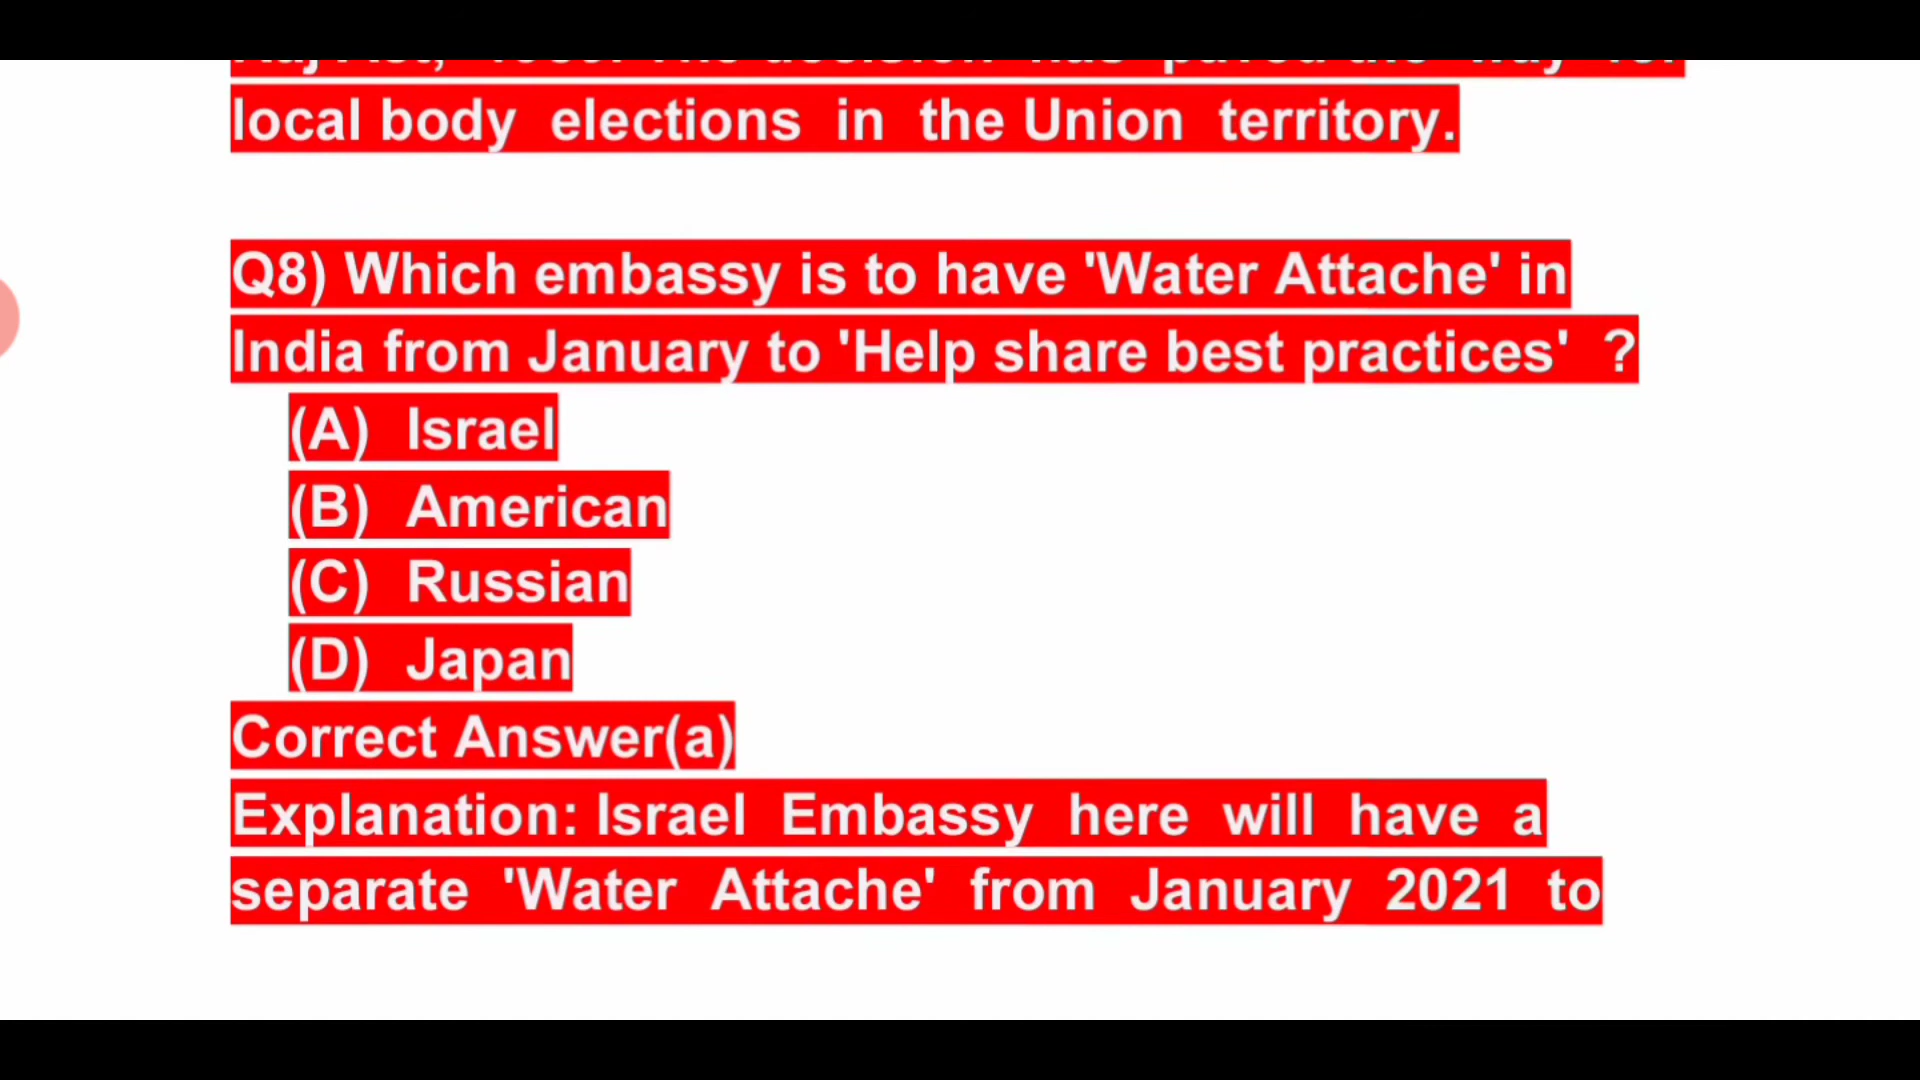 local body elections in the Union territory.
Q8) Which embassy is to have 'Water Attache' in
India from January to 'Help share best practices' ?
(A) Israel
(B) American
(C) Russian
(D) Japan
Correct Answer(a)
Explanation: Israel Embassy here will have a
separate 'Water Attache' from January 2021 to